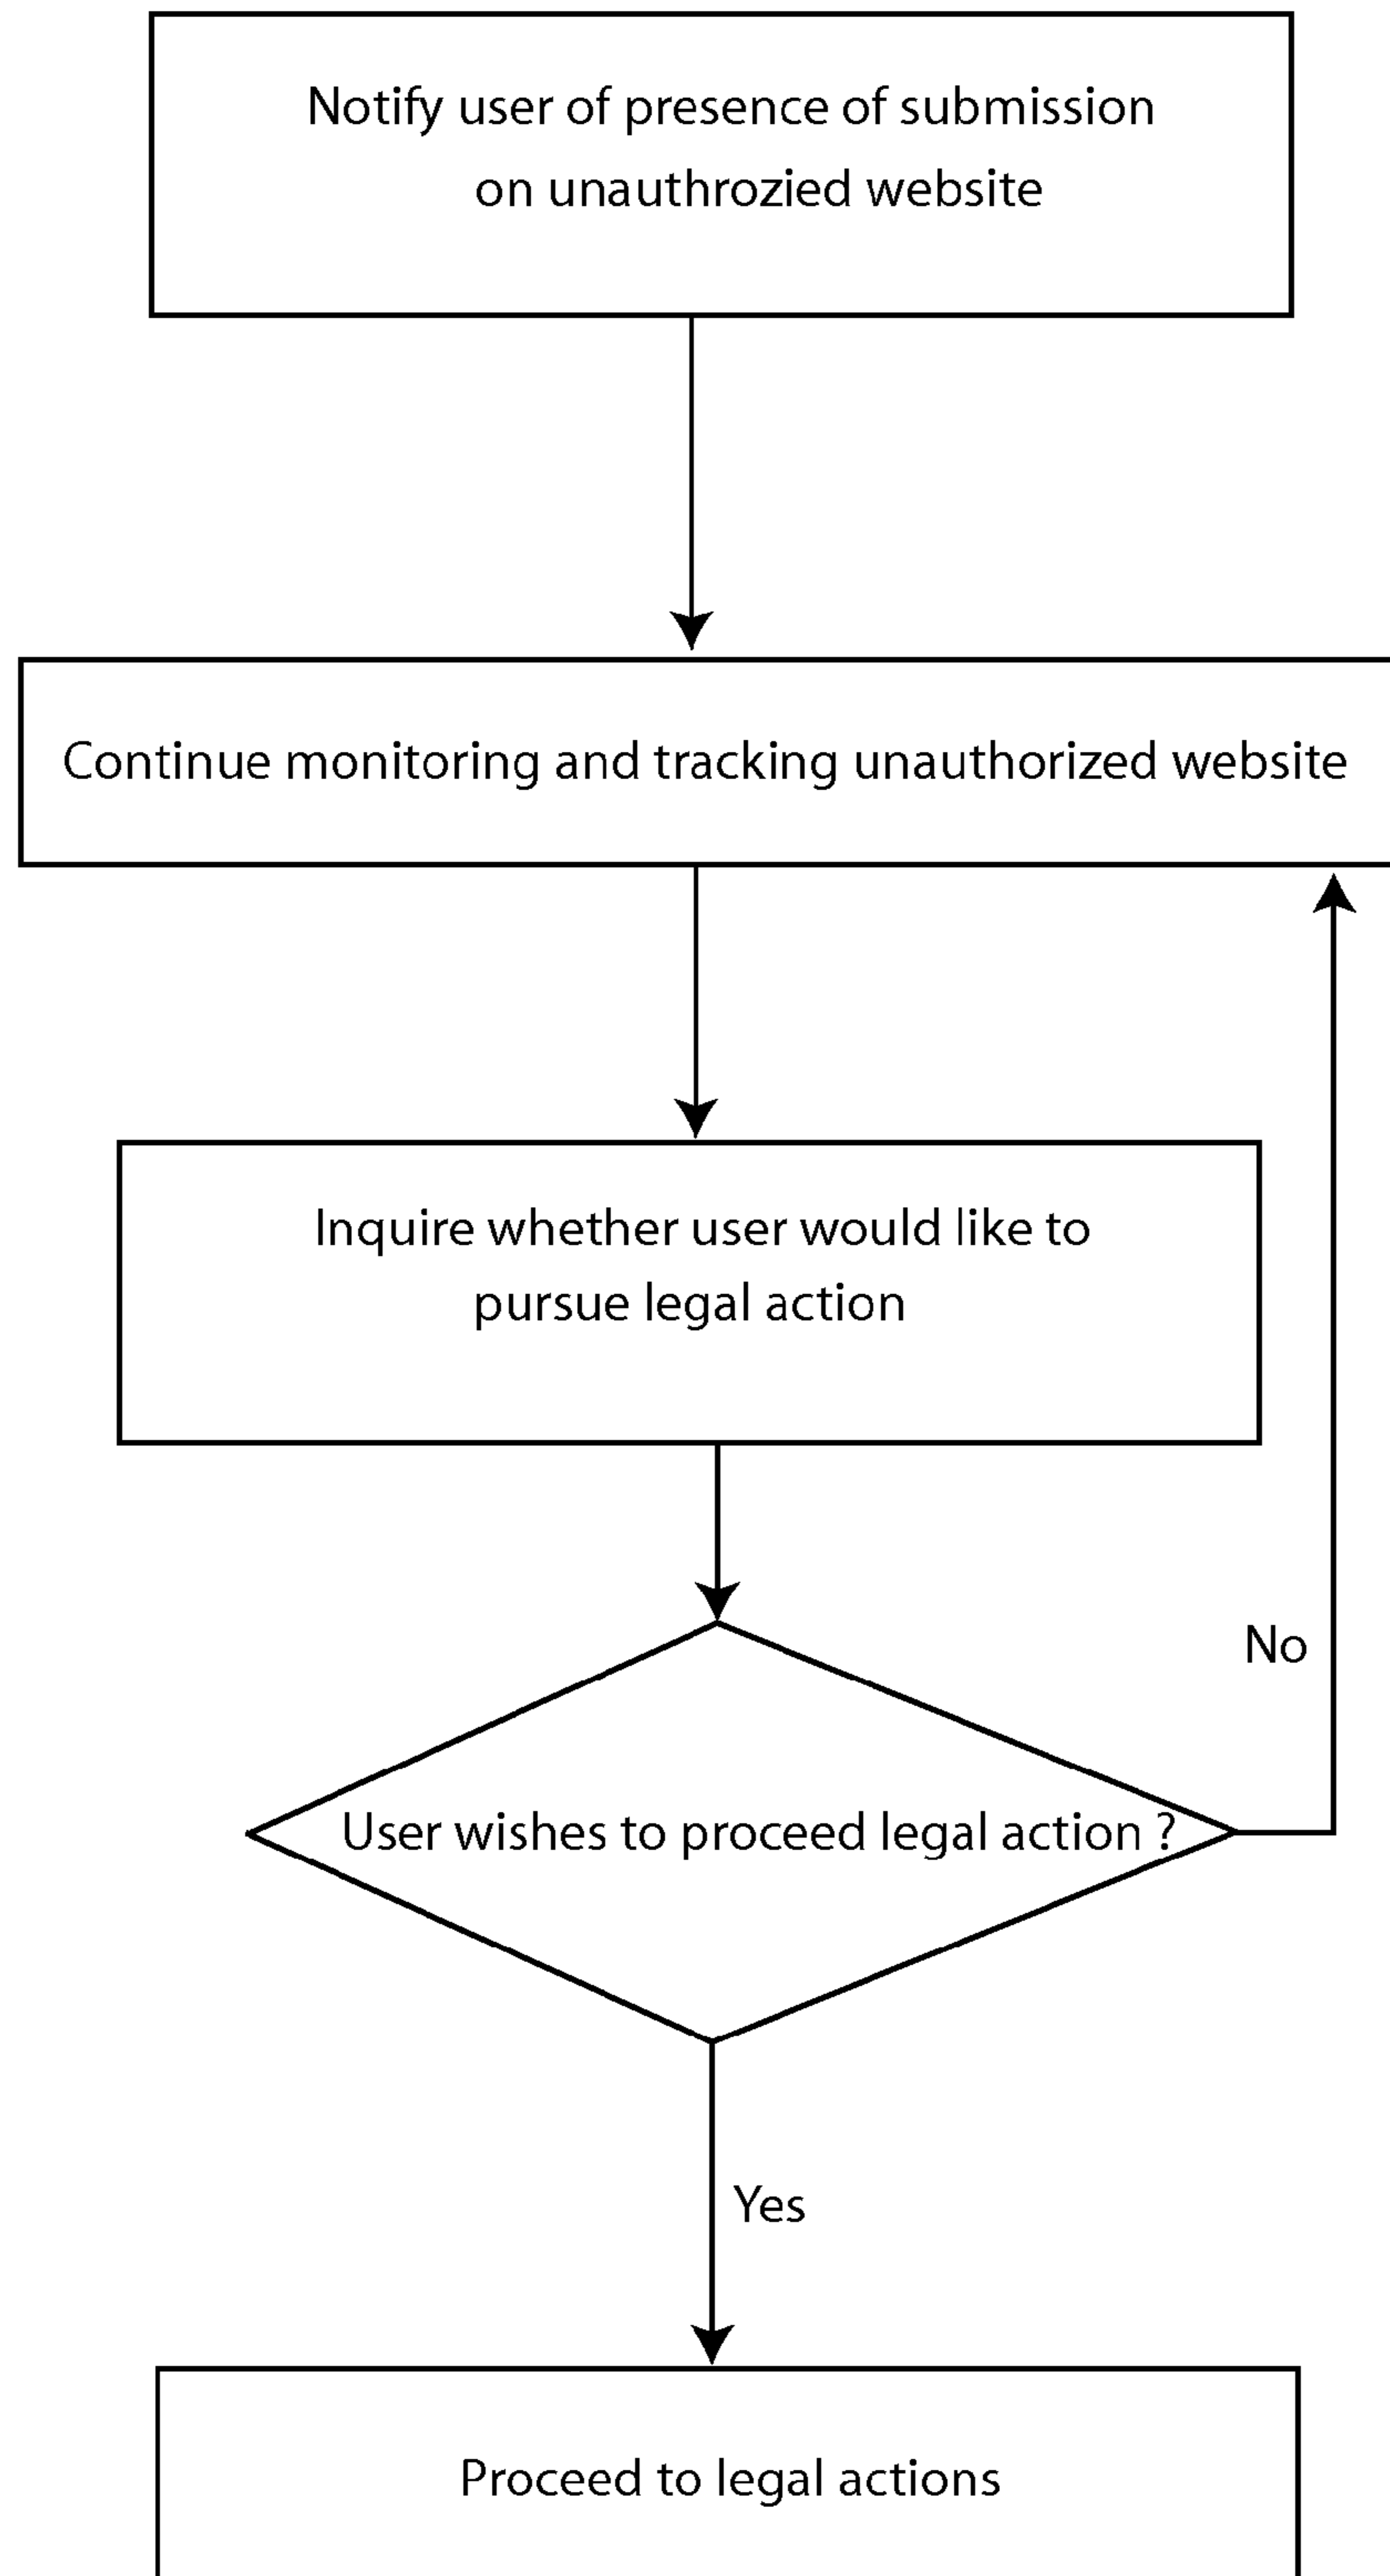 Notify user of presence of submission
on unauthrozied website
Continue monitoring and tracking unauthorized website
Inquire whether user would like to
pursue legal action
No
User wishes to proceed legal action ?
Yes
Proceed to legal actions